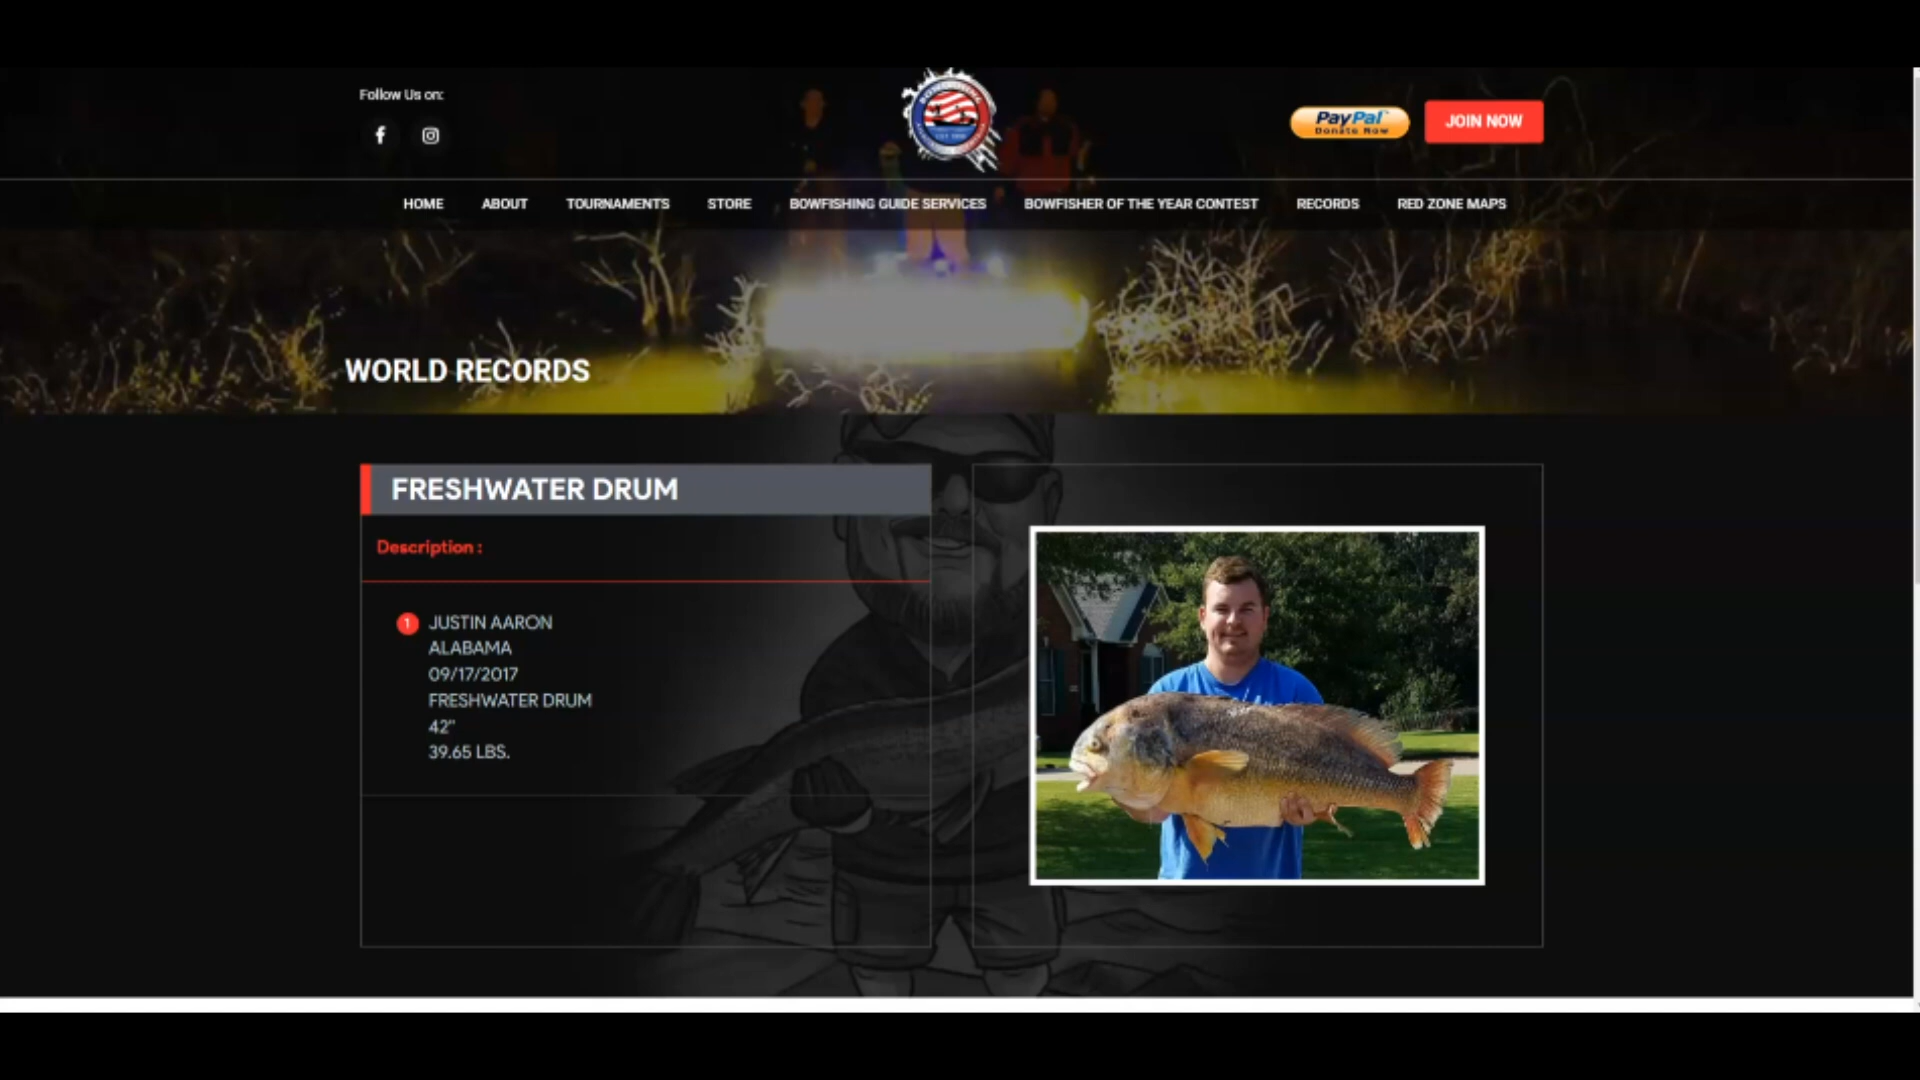 Follow Us on:
PayPal
Donate Now
JOIN NOW
HOME ABOUT TOURNAMENTS STORE BOWFISHING GUIDE SERVICES BOWFISHER OF THE YEAR CONTEST RECORDS RED ZONE MAPS
WORLD RECORDS
FRESHWATER DRUM
Description :
1 JUSTIN AARON
ALABAMA
09/17/2017
FRESHWATER DRUM
42"
39.65 LBS.